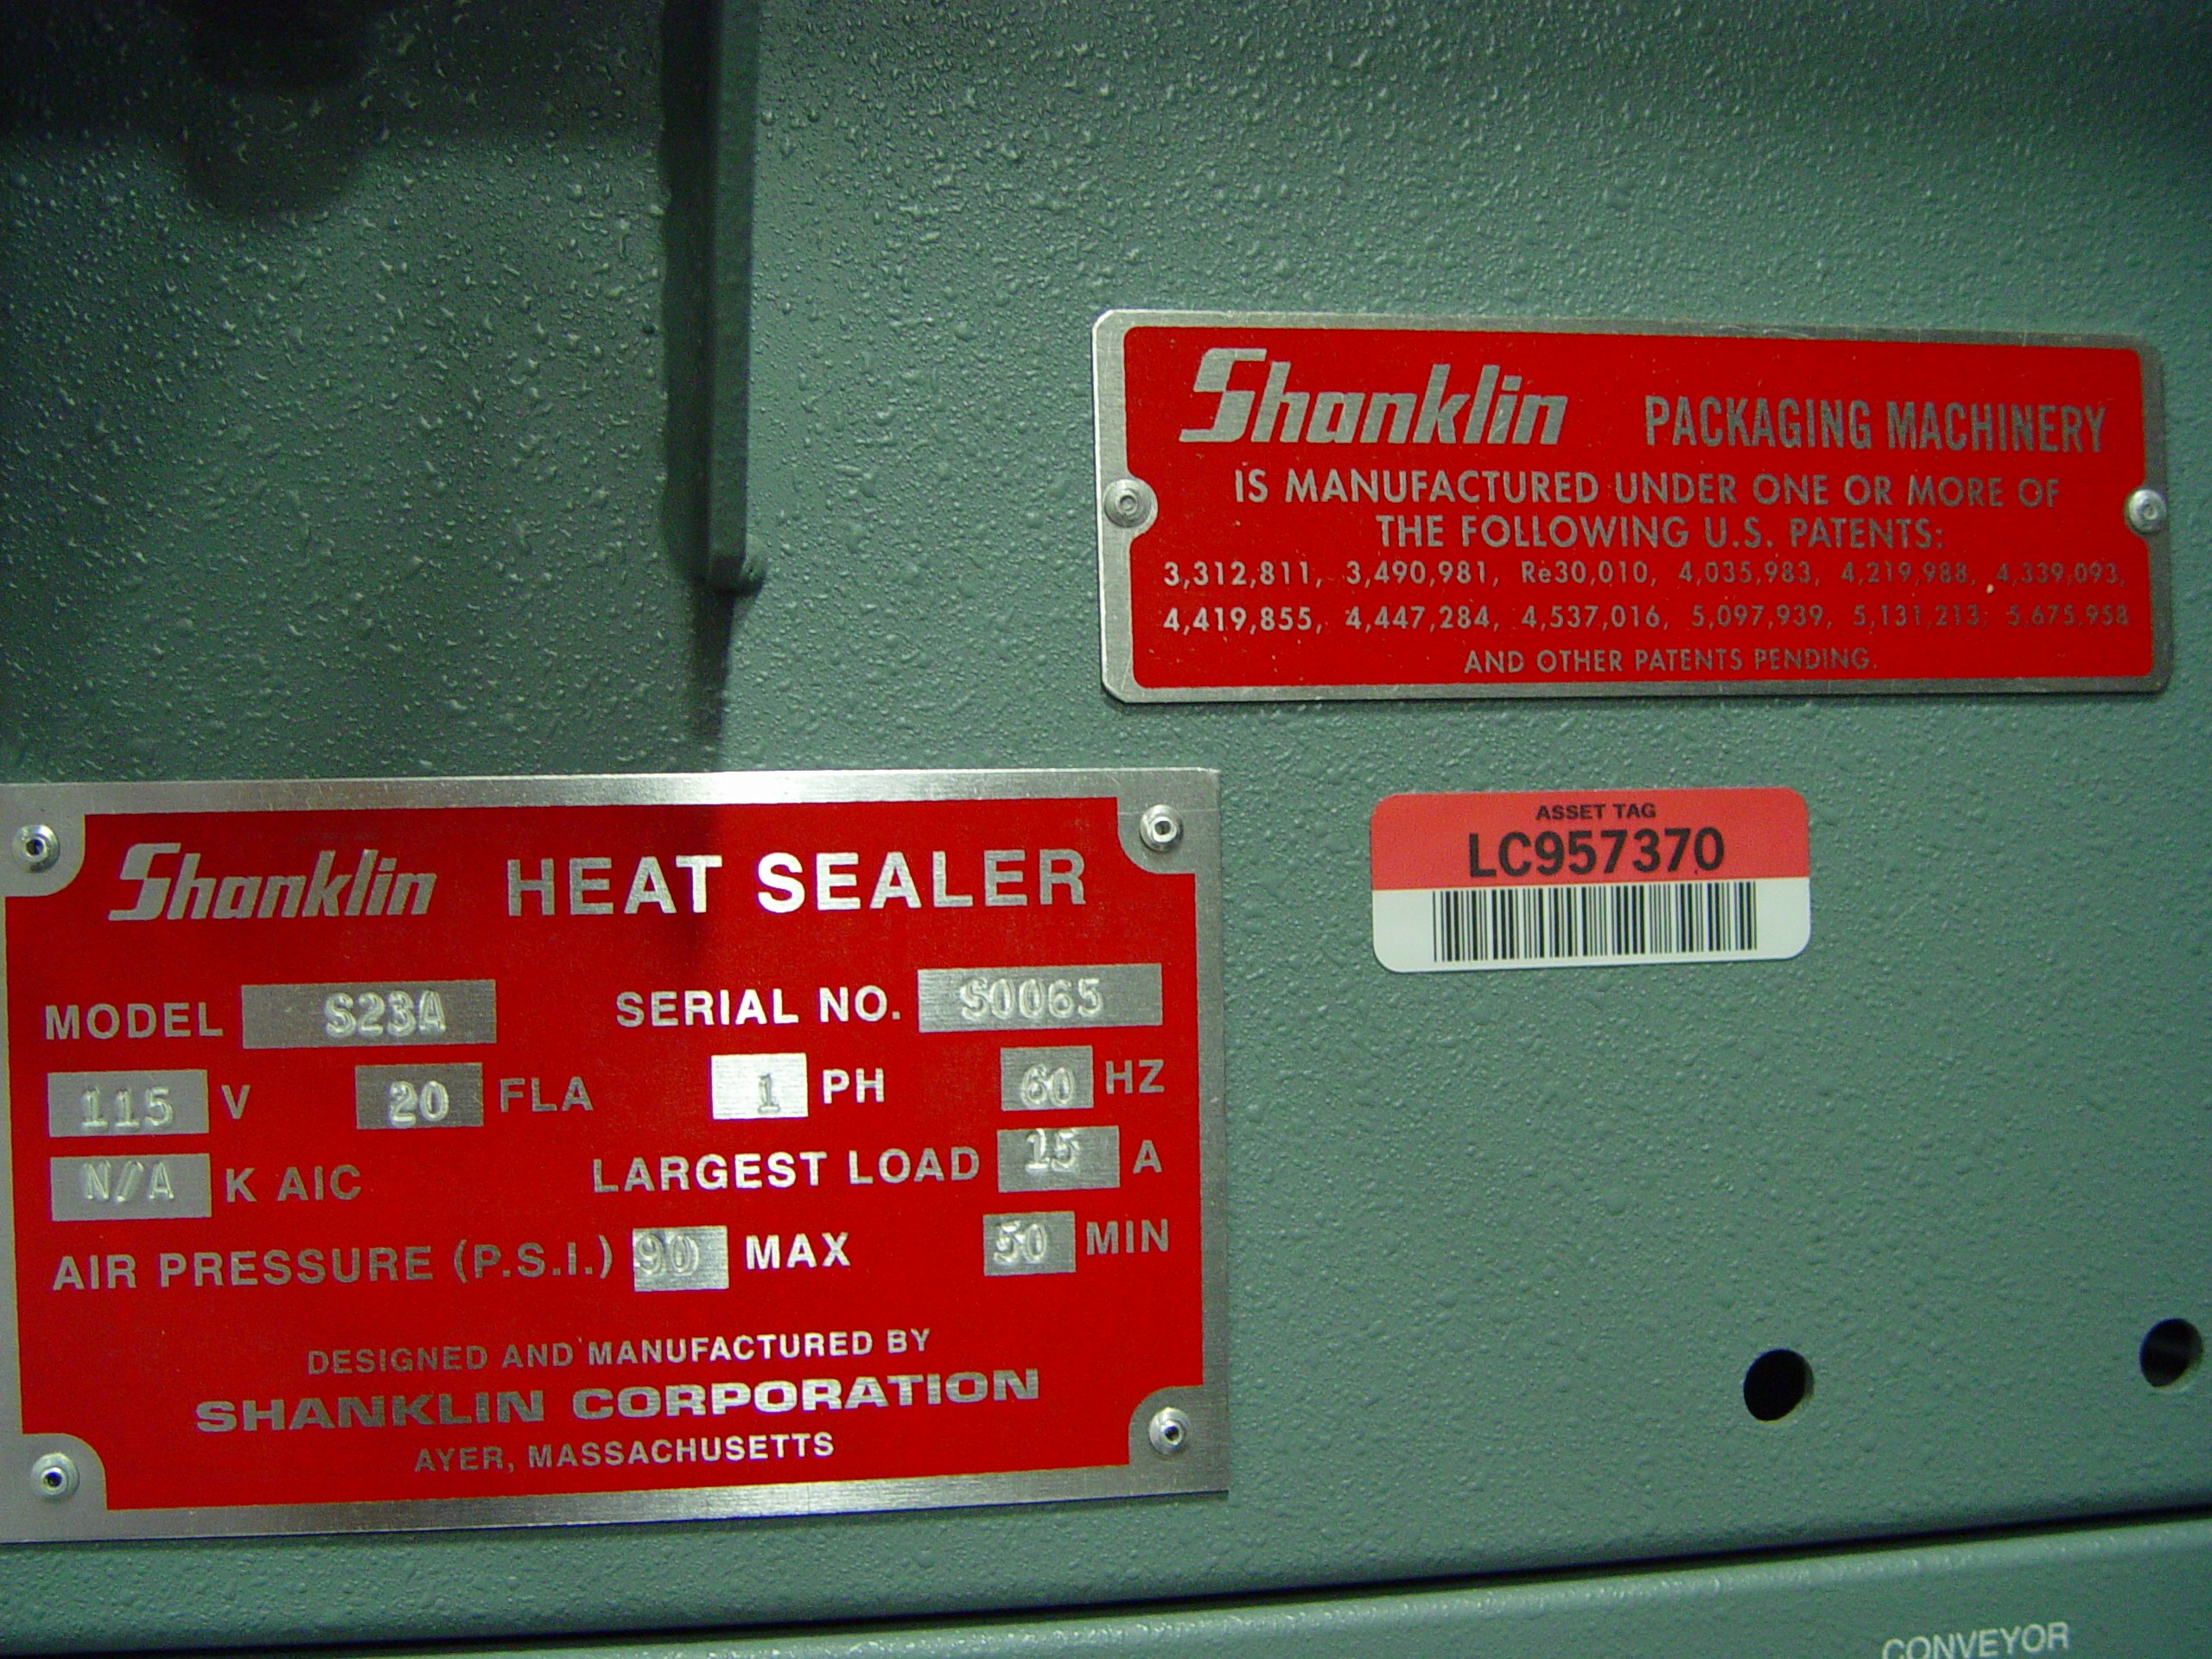 Shanklin PACKAGING MACHINERY
IS MANUFACTURED UNDER ONE OR MORE OF
THE FOLLOWING U.S. PATENTS:
3,312,811, 3,490,981, Re30,010, 4,035,983, 4,219,988, 4,339,093,
4,419,855, 4,447,284, 4,537,016, 5,097,939, 5,131,213, 5,675,958
AND OTHER PATENTS PENDING.
ASSET TAG
LC957370
Shanklin HEAT SEALER
MODEL S23A SERIAL NO. S0065
115 V 20 FLA 1 PH 60 HZ
N/A K AIC LARGEST LOAD 15 A
AIR PRESSURE (P.S.I.) 90 MAX 50 MIN
DESIGNED AND MANUFACTURED BY
SHANKLIN CORPORATION
AYER, MASSACHUSETTS
CONVEYOR